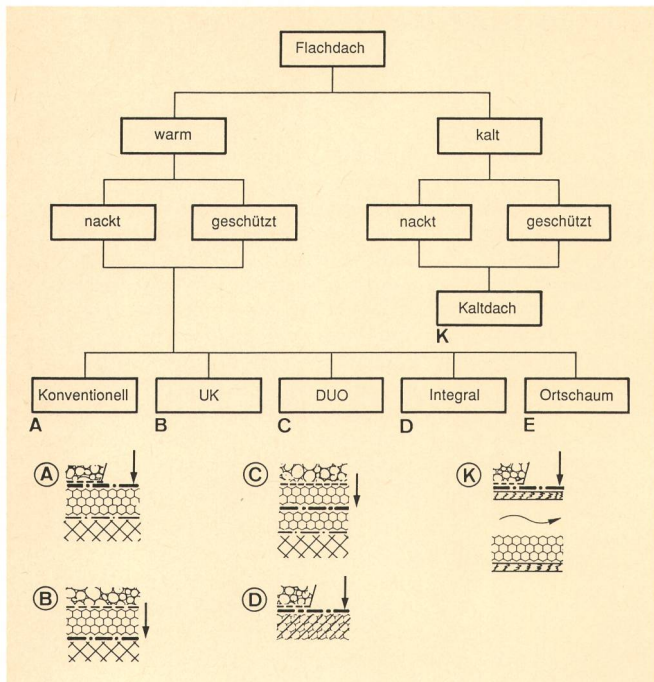 Flachdach
warm
kalt
nackt
geschützt
nackt
geschützt
Kaltdach
K
Konventionell
UK
DUO
Integral
Ortschaum
A
B
C
D
E
A
C
K
B
D